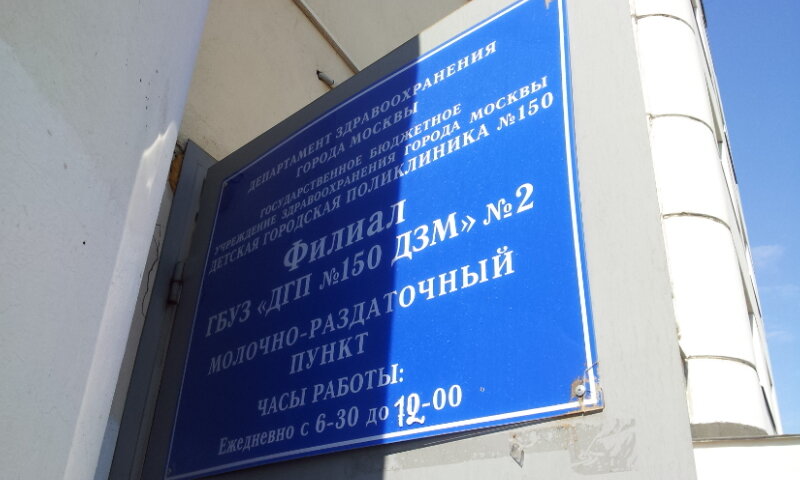 ДЕПАРТАМЕНТ ЗДРАВООХРАНЕНИЯ
ГОРОДА МОСКВЫ
ГОСУДАРСТВЕННОЕ БЮДЖЕТНОЕ
УЧРЕЖДЕНИЕ ЗДРАВООХРАНЕНИЯ ГОРОДА МОСКВЫ
ДЕТСКАЯ ГОРОДСКАЯ ПОЛИКЛИНИКА №150
Филиал
ГБУЗ «ДГП №150 ДЗМ» №2
МОЛОЧНО-РАЗДАТОЧНЫЙ
ПУНКТ
ЧАСЫ РАБОТЫ:
Ежедневно с 6-30 до 12-00